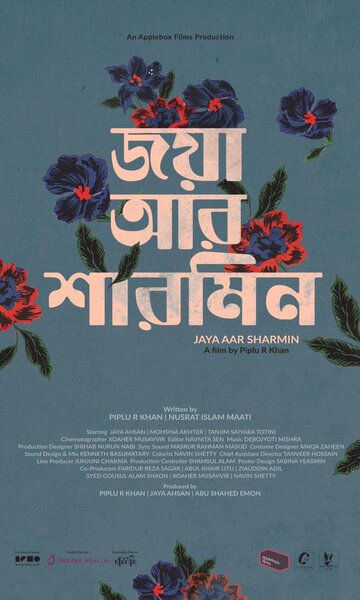 An Applebox Films Production
জয়া
আর
শারমিন
JAYA AAR SHARMIN
A film by Piplu R Khan
Written by
PIPLU R KHAN | NUSRAT ISLAM MAATI
Starring JAYA AHSAN | MOHSINA AKHTER | TANJIM SAIYARA TOTINI
Cinematographer XOAHER MUSAVVIR Editor NAVNITA SEN Music DEBOJYOTI MISHRA
Production Designer SHIHAB NURUN NABI Sync Sound MASRUR RAHMAN MASUD Costume Designer ANIQA ZAHEEN
Sound Design & Mix KENNETH BASUMATARY Colorist NAVIN SHETTY Chief Assistant Director TANVEER HOSSAIN
Line Producer JUNJUNI CHAKMA Production Controller SHAMSUL ALAM Poster Design SABINA YEASMIN
Co-Producers FARIDUR REZA SAGAR | ABUL KHAIR LITU | ZIAUDDIN ADIL
SYED GOUSUL ALAM SHAON | XOAHER MUSAVVIR | NAVIN SHETTY
Produced by
PIPLU R KHAN | JAYA AHSAN | ABU SHAHED EMON
PRAAVA HEALTH